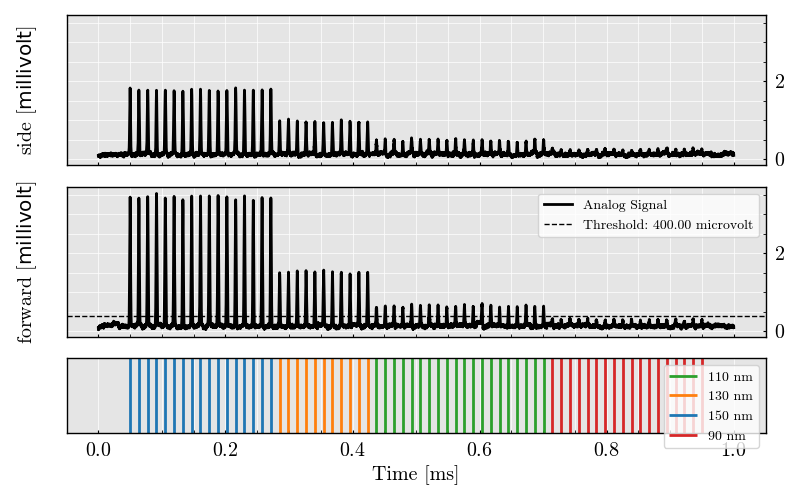 side [millivolt]
2
0
forward [millivolt]
Analog Signal
Threshold: 400.00 microvolt
2
0
110 nm
130 nm
150 nm
90 nm
0.0 0.2 0.4 0.6 0.8 1.0
Time [ms]